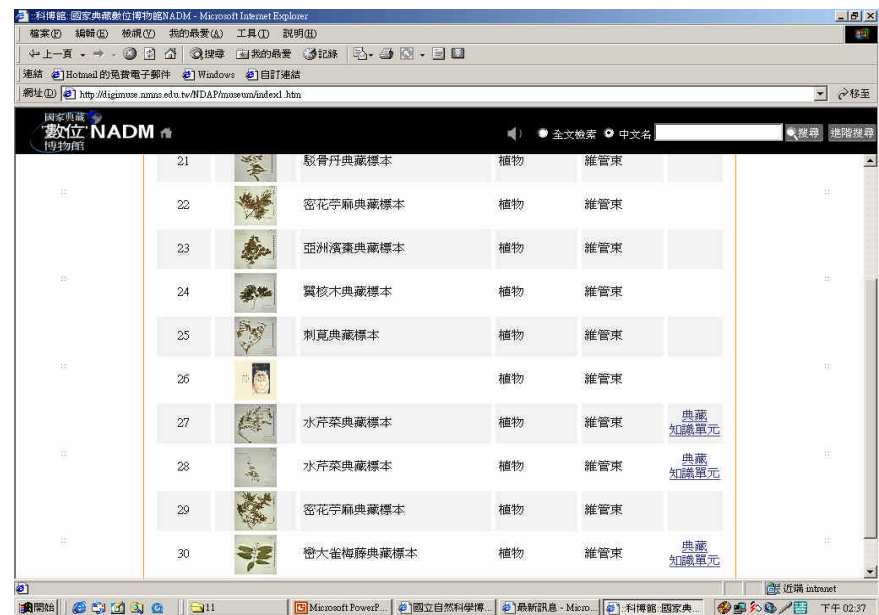 ::科博館::國家典藏數位博物館NADM - Microsoft Internet Explorer
檔案(F) 編輯(E) 檢視(V) 我的最愛(A) 工具(T) 說明(H)
上一頁 搜尋 我的最愛 記錄
連結 Hotmail 的免費電子郵件 Windows 自訂連結
網址(D) http://digimuse.nmns.edu.tw/NDAP/museum/index1.htm 移至
國家典藏
數位 NADM
博物館
全文檢索 中文名 搜尋 進階搜尋
21 駁骨丹典藏標本 植物 維管束
22 密花苧麻典藏標本 植物 維管束
23 亞洲濱棗典藏標本 植物 維管束
24 翼核木典藏標本 植物 維管束
25 刺莧典藏標本 植物 維管束
26 植物 維管束
27 水芹菜典藏標本 植物 維管束 典藏
知識單元
28 水芹菜典藏標本 植物 維管束 典藏
知識單元
29 密花苧麻典藏標本 植物 維管束
30 巒大雀梅藤典藏標本 植物 維管束 典藏
知識單元
近端 intranet
開始 11 Microsoft PowerP... 國立自然科學博... 最新訊息 - Micro... ::科博館::國家典... 下午 02:37